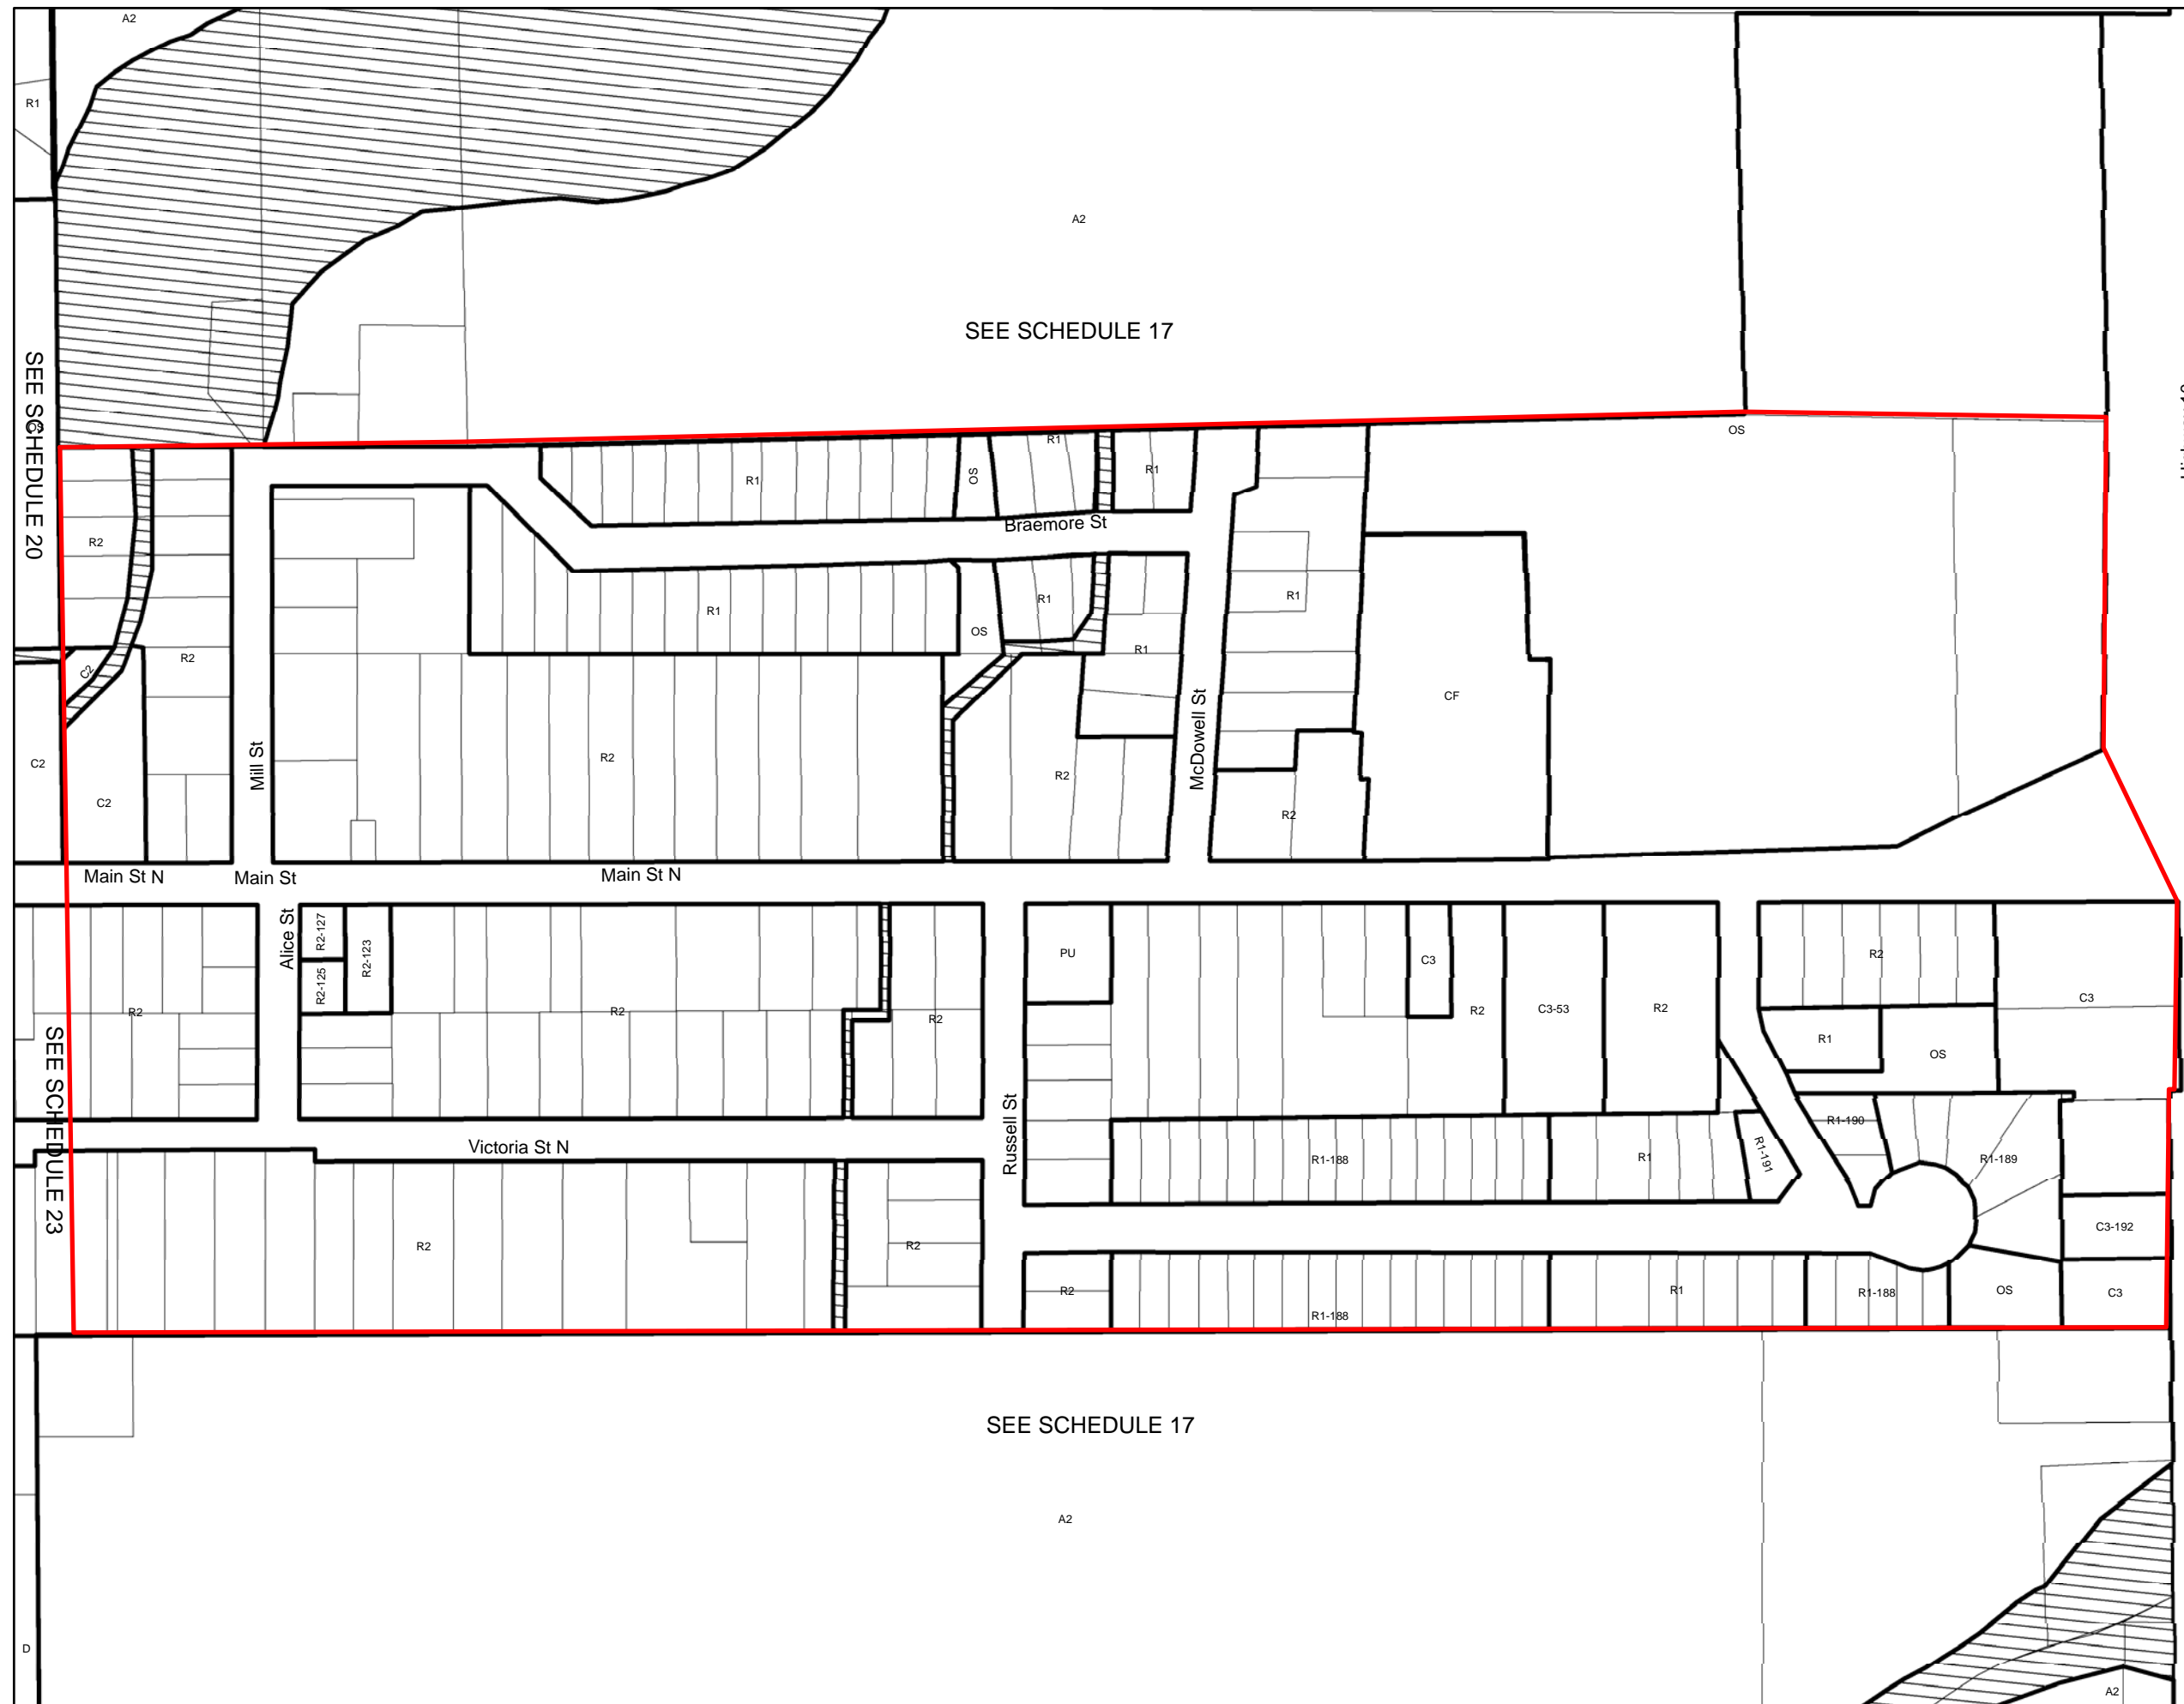 A2
R1
A2
SEE SCHEDULE 17
SEE SCHEDULE 20
OS
OS
R1
R1
R1
OS
Braemore St
R2
R1
R1
R1
OS
R1
R2
C2
CF
McDowell St
Mill St
R2
C2
C2
R2
R2
Main St N
Main St
Main St N
Alice St
R2-127
R2-125
R2-123
PU
C3
R2
C3
R2
R2
R2
R2
C3-53
R2
R1
OS
SEE SCHEDULE 23
Victoria St N
Russell St
R1-188
R1
R1-191
R1-190
R1-189
C3-192
R2
R2
R2
R1-188
R1
R1-188
OS
C3
SEE SCHEDULE 17
A2
D
A2